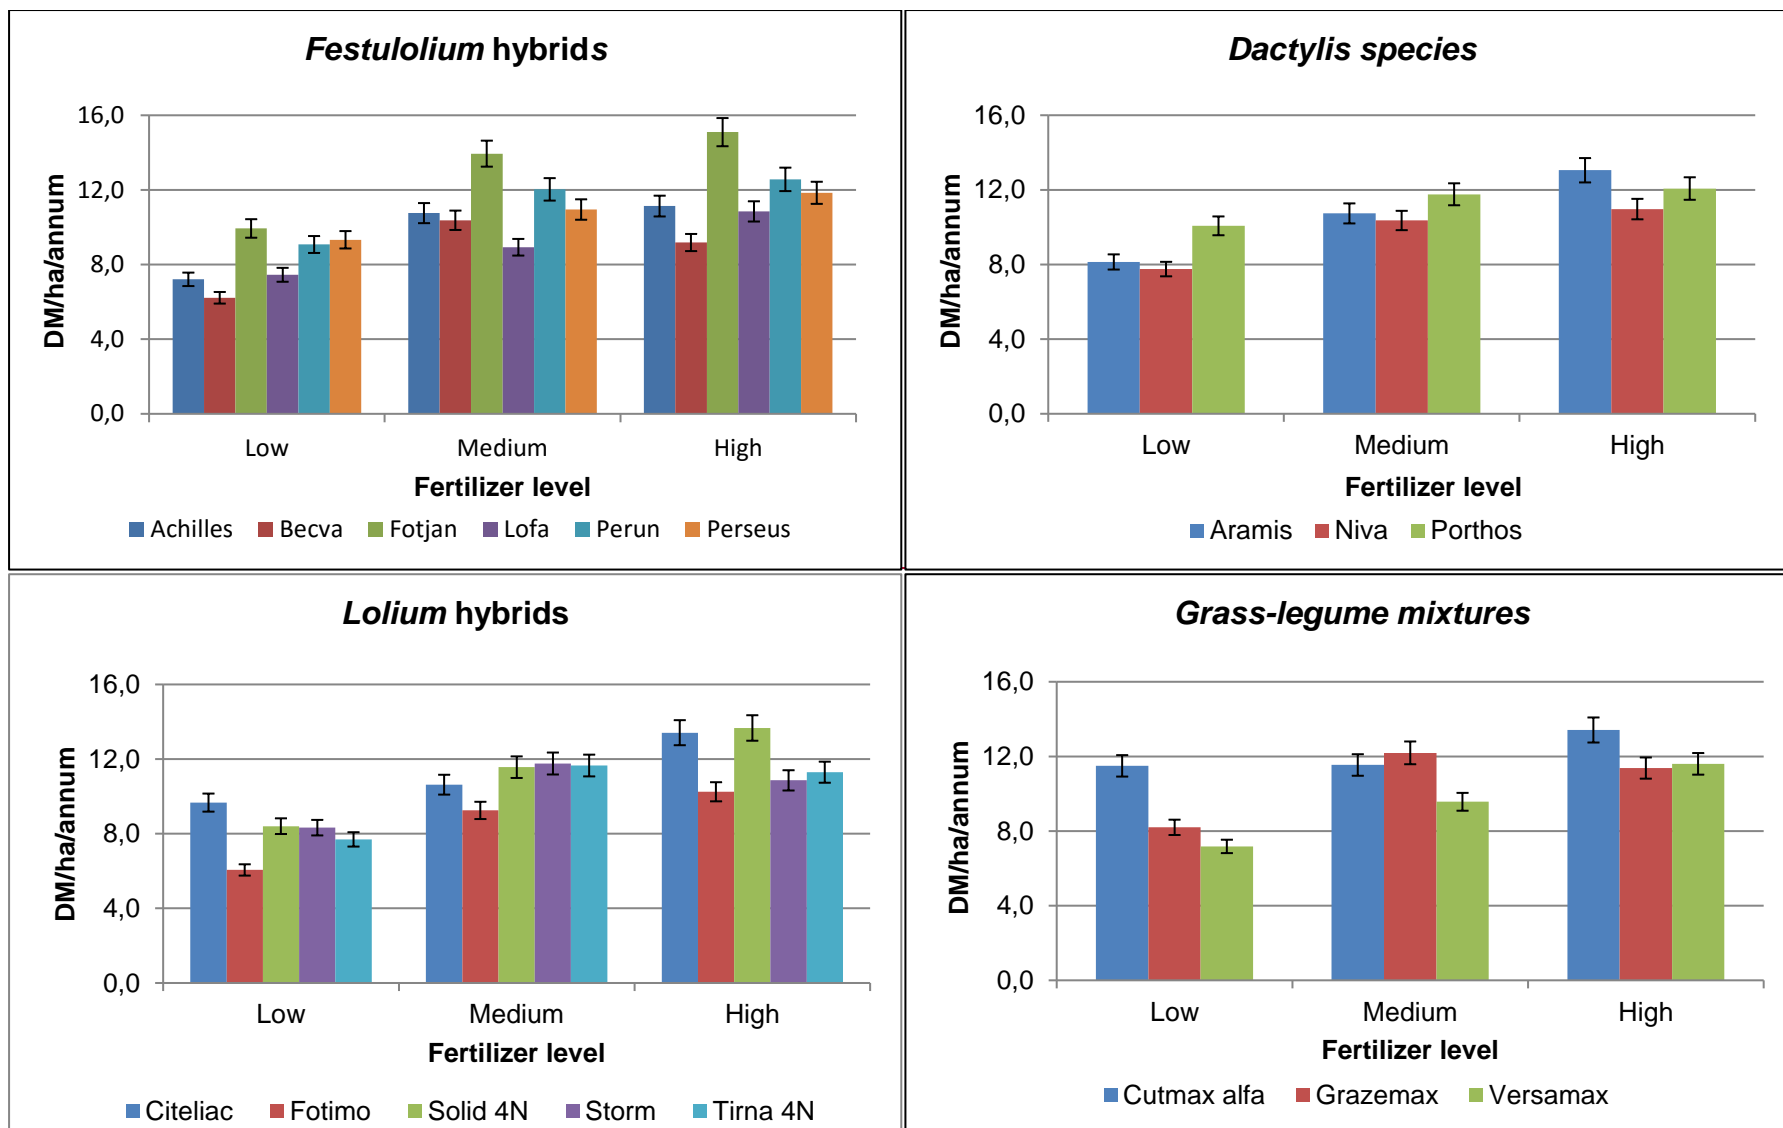 Festulolium hybrids
DM/ha/annum
16,0
12,0
8,0
4,0
0,0
Low Medium High
Fertilizer level
Achilles Becva Fotjan Lofa Perun Perseus
Dactylis species
DM/ha/annum
16,0
12,0
8,0
4,0
0,0
Low Medium High
Fertilizer level
Aramis Niva Porthos
Lolium hybrids
DM/ha/annum
16,0
12,0
8,0
4,0
0,0
Low Medium High
Fertilizer level
Citeliac Fotimo Solid 4N Storm Tirna 4N
Grass-legume mixtures
DM/ha/annum
16,0
12,0
8,0
4,0
0,0
Low Medium High
Fertilizer level
Cutmax alfa Grazemax Versamax